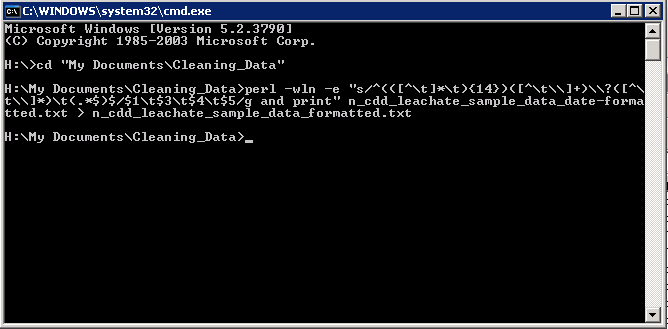 C:\WINDOWS\system32\cmd.exe
Microsoft Windows [Version 5.2.3790]
(C) Copyright 1985-2003 Microsoft Corp.
H:\>cd "My Documents\Cleaning_Data"
H:\My Documents\Cleaning_Data>perl -wln -e "s/^(([^\t]*\t){14})([^\t\\]+)\\?([^\
t\\]*)\t(.*$)$/$1\t$3\t$4\t$5/g and print" n_cdd_leachate_sample_data_date-forma
tted.txt > n_cdd_leachate_sample_data_formatted.txt
H:\My Documents\Cleaning_Data>_